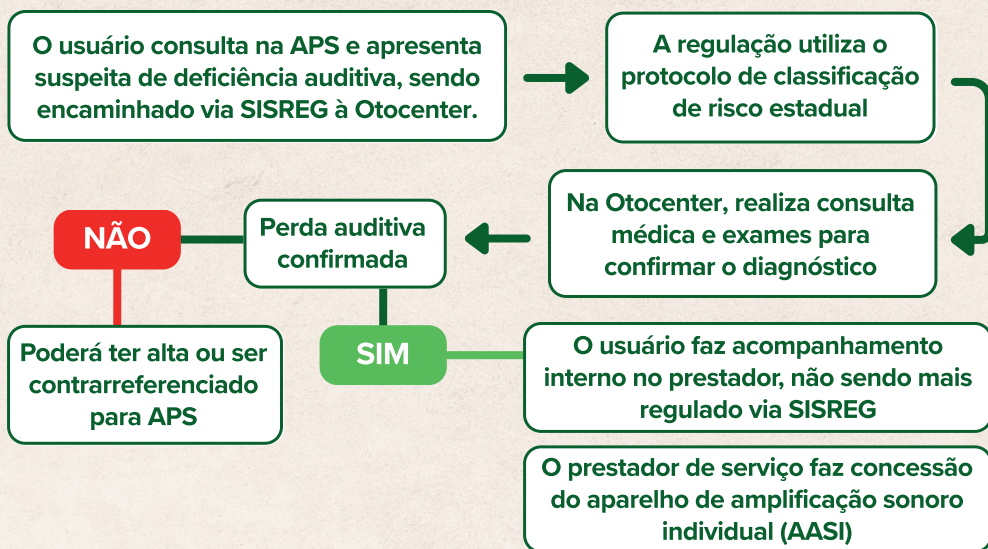 O usuário consulta na APS e apresenta
suspeita de deficiência auditiva, sendo
encaminhado via SISREG à Otocenter.
A regulação utiliza o
protocolo de classificação
de risco estadual
Na Otocenter, realiza consulta
médica e exames para
confirmar o diagnóstico
Perda auditiva
confirmada
NÃO
Poderá ter alta ou ser
contrarreferenciado
para APS
SIM
O usuário faz acompanhamento
interno no prestador, não sendo mais
regulado via SISREG
O prestador de serviço faz concessão
do aparelho de amplificação sonoro
individual (AASI)